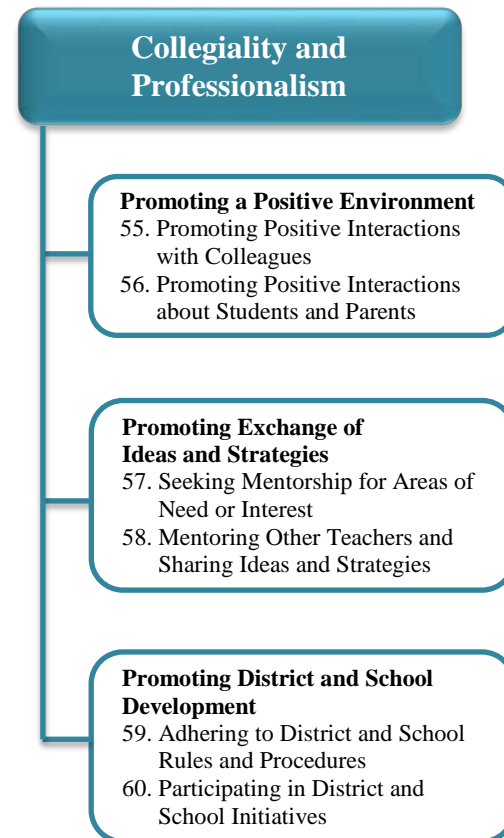 Collegiality and
Professionalism
Promoting a Positive Environment
55. Promoting Positive Interactions
with Colleagues
56. Promoting Positive Interactions
about Students and Parents
Promoting Exchange of
Ideas and Strategies
57. Seeking Mentorship for Areas of
Need or Interest
58. Mentoring Other Teachers and
Sharing Ideas and Strategies
Promoting District and School
Development
59. Adhering to District and School
Rules and Procedures
60. Participating in District and
School Initiatives